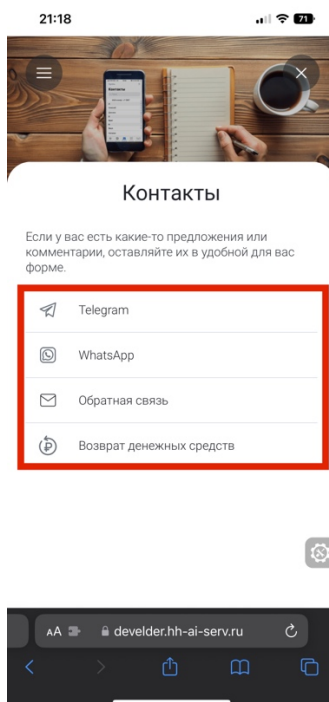 21:18
71
Контакты
Если у вас есть какие-то предложения или
комментарии, оставляйте их в удобной для вас
форме.
Telegram
WhatsApp
Обратная связь
Возврат денежных средств
AA
develder.hh-ai-serv.ru